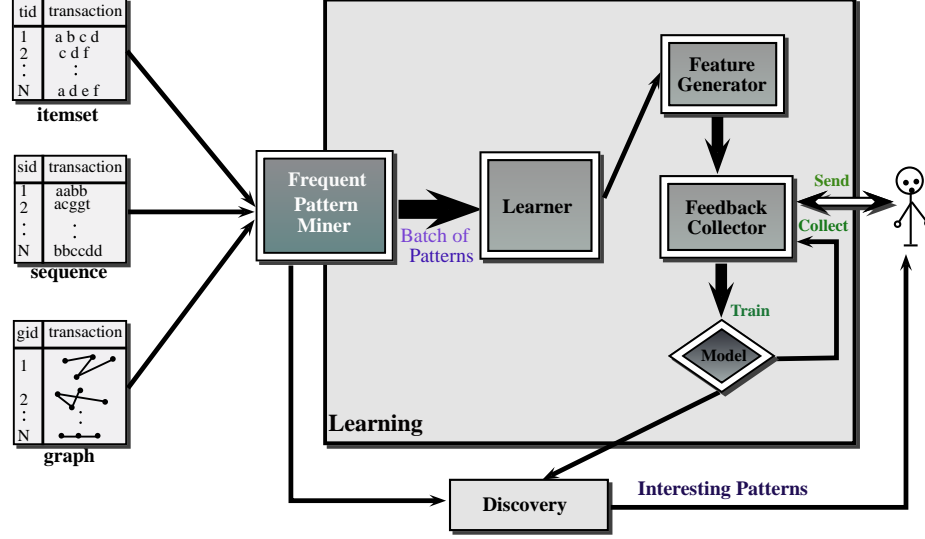 tid transaction
1 a b c d
2 c d f
:
:
N a d e f
itemset
sid transaction
1 aabb
2 acggt
:
:
N bbccdd
sequence
gid transaction
1
2
:
:
N
graph
Frequent
Pattern
Miner
Batch of
Patterns
Learner
Feature
Generator
Feedback
Collector
Send
Collect
Train
Model
Learning
Discovery
Interesting Patterns